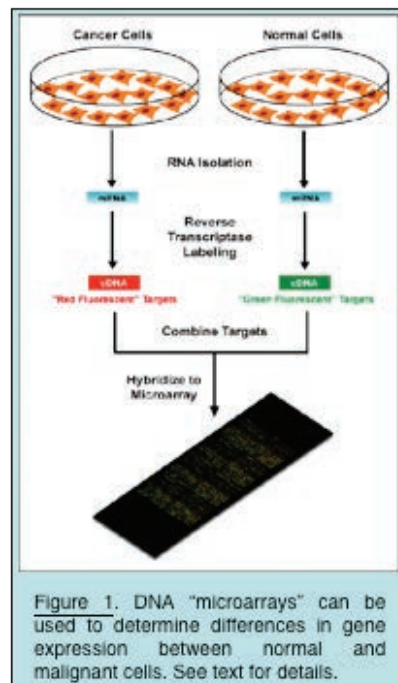 Cancer Cells Normal Cells
RNA Isolation
mRNA mRNA
Reverse
Transcriptase
Labeling
cDNA cDNA
"Red Fluorescent" Targets "Green Fluorescent" Targets
Combine Targets
Hybridize to
Microarray
Figure 1. DNA "microarrays" can be
used to determine differences in gene
expression between normal and
malignant cells. See text for details.